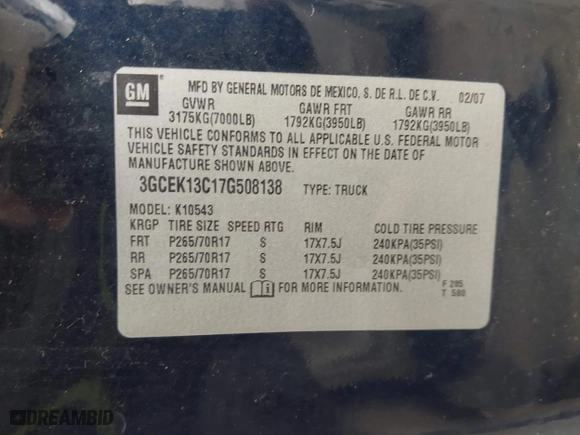 GM
MFD BY GENERAL MOTORS DE MEXICO, S. DE R.L. DE C.V. 02/07
GVWR GAWR FRT GAWR RR
3175KG(7000LB) 1792KG(3950LB) 1792KG(3950LB)
THIS VEHICLE CONFORMS TO ALL APPLICABLE U.S. FEDERAL MOTOR
VEHICLE SAFETY STANDARDS IN EFFECT ON THE DATE OF
MANUFACTURE SHOWN ABOVE.
3GCEK13C17G508138 TYPE: TRUCK
MODEL: K10543
KRGP TIRE SIZE SPEED RTG RIM COLD TIRE PRESSURE
FRT P265/70R17 S 17X7.5J 240KPA(35PSI)
RR P265/70R17 S 17X7.5J 240KPA(35PSI)
SPA P265/70R17 S 17X7.5J 240KPA(35PSI)
SEE OWNER'S MANUAL FOR MORE INFORMATION.
F 285
T 580
DREAMBID